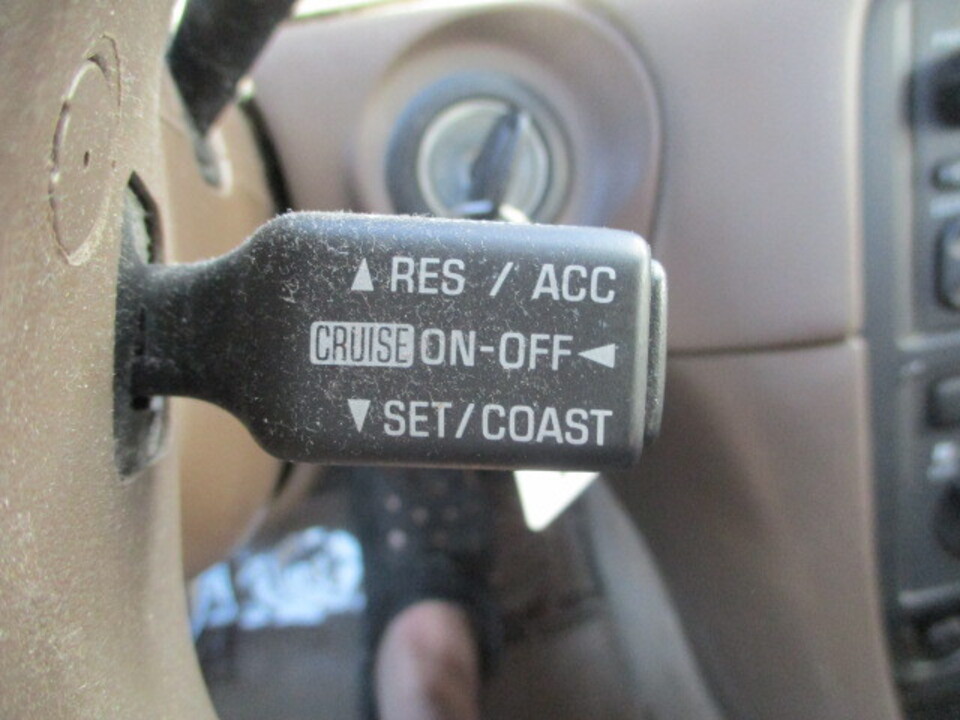 ▲ RES / ACC
CRUISE ON-OFF ◀
▼ SET/COAST